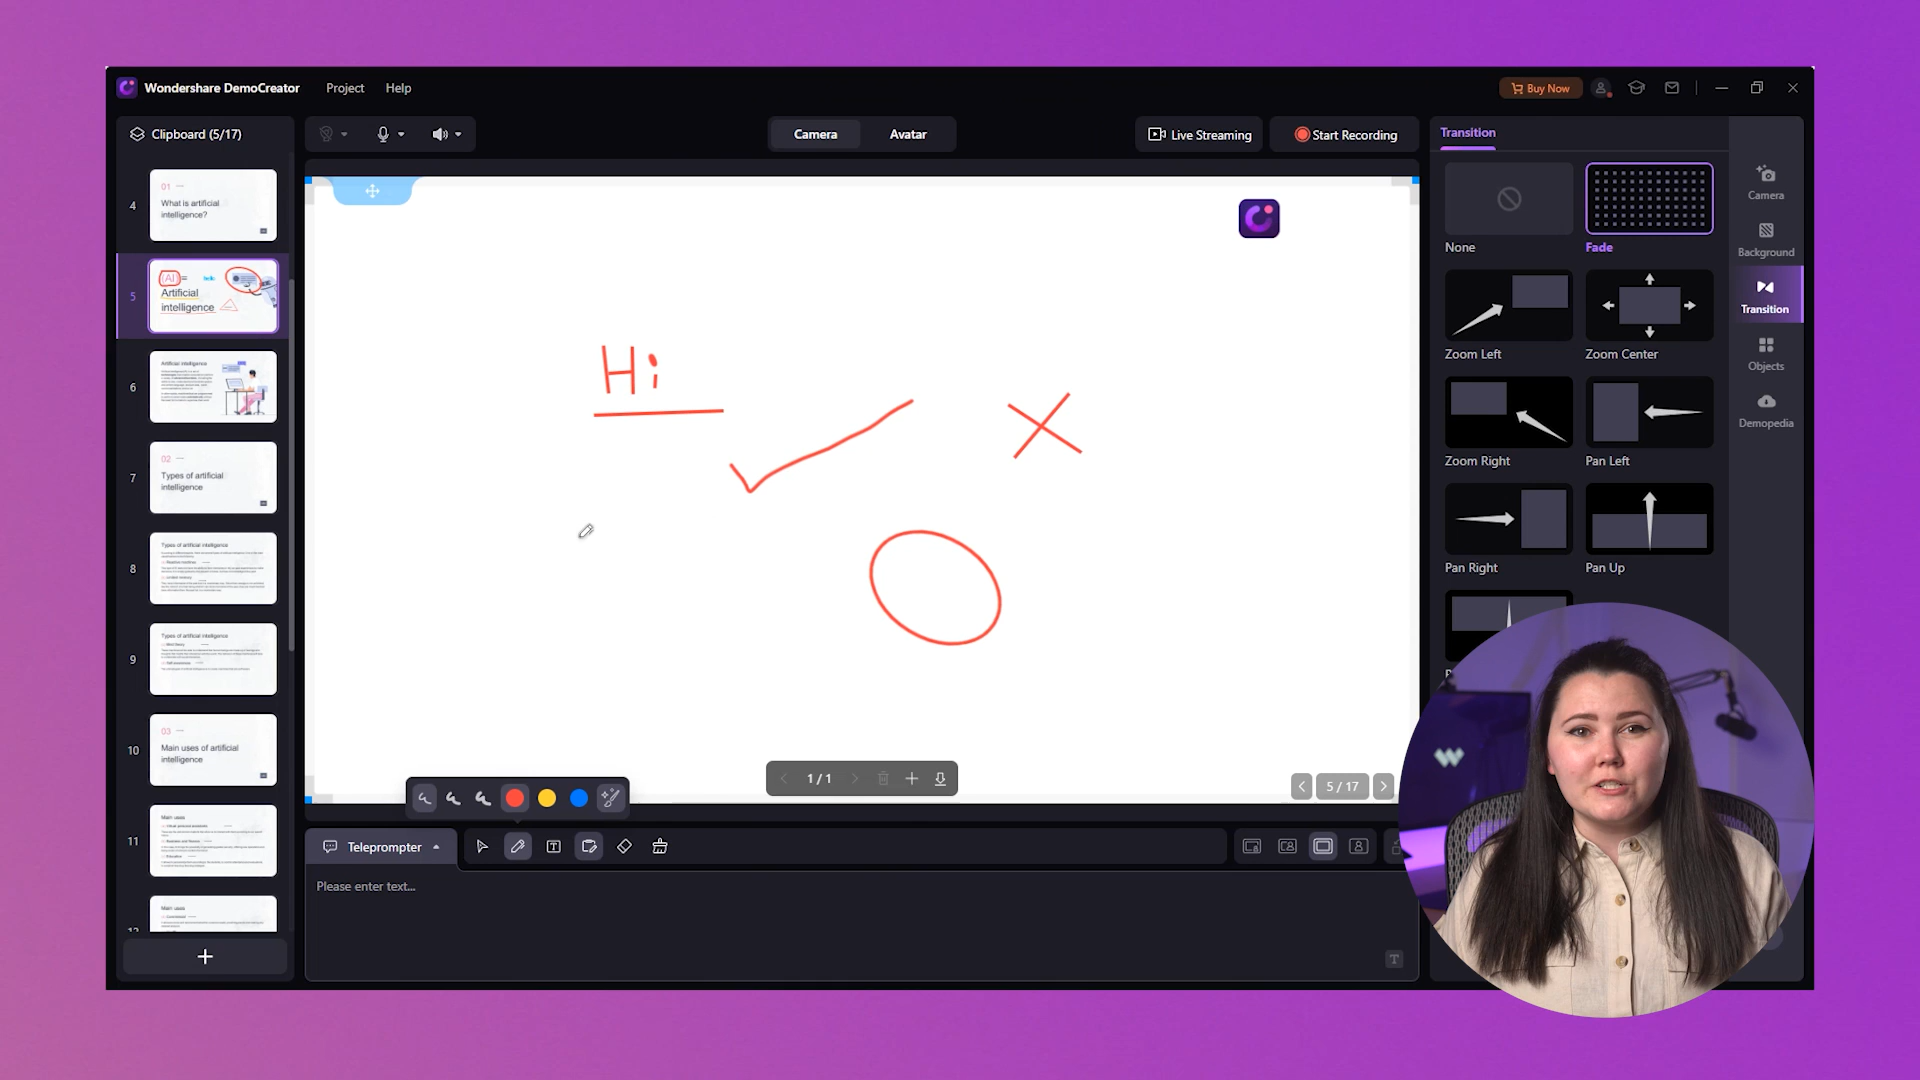 Wondershare DemoCreator
Project
Help
Buy Now
Clipboard (5/17)
Camera
Avatar
Live Streaming
Start Recording
Transition
4
01
What is artificial
intelligence?
5
(AI)=
hello
Artificial
intelligence
6
Artificial intelligence
7
02
Types of artificial
intelligence
8
Types of artificial intelligence
9
Types of artificial intelligence
10
03
Main uses of artificial
intelligence
11
Main uses
12
Main uses
Hi
1 / 1
5 / 17
Teleprompter
Please enter text...
None
Fade
Zoom Left
Zoom Center
Zoom Right
Pan Left
Pan Right
Pan Up
Camera
Background
Transition
Objects
Demopedia